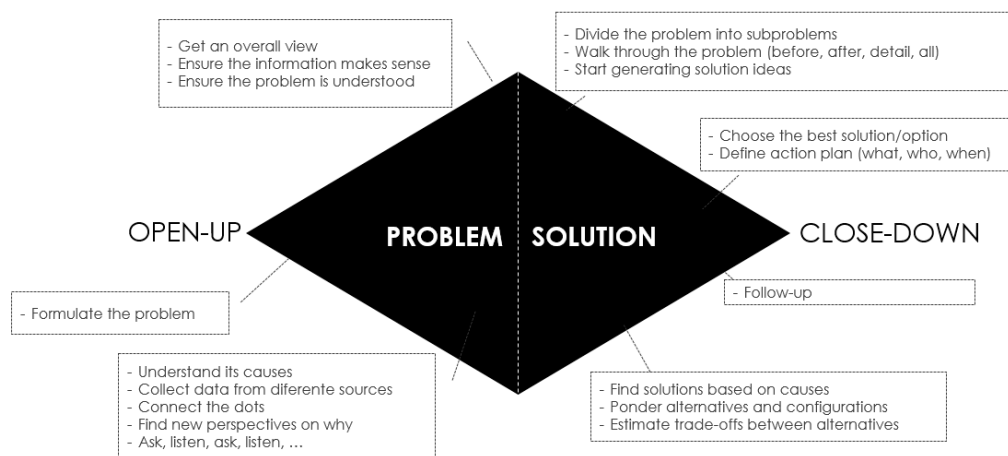 - Get an overall view
- Ensure the information makes sense
- Ensure the problem is understood
- Divide the problem into subproblems
- Walk through the problem (before, after, detail, all)
- Start generating solution ideas
- Choose the best solution/option
- Define action plan (what, who, when)
OPEN-UP
PROBLEM
SOLUTION
CLOSE-DOWN
- Formulate the problem
- Follow-up
- Understand its causes
- Collect data from diferente sources
- Connect the dots
- Find new perspectives on why
- Ask, listen, ask, listen, …
- Find solutions based on causes
- Ponder alternatives and configurations
- Estimate trade-offs between alternatives